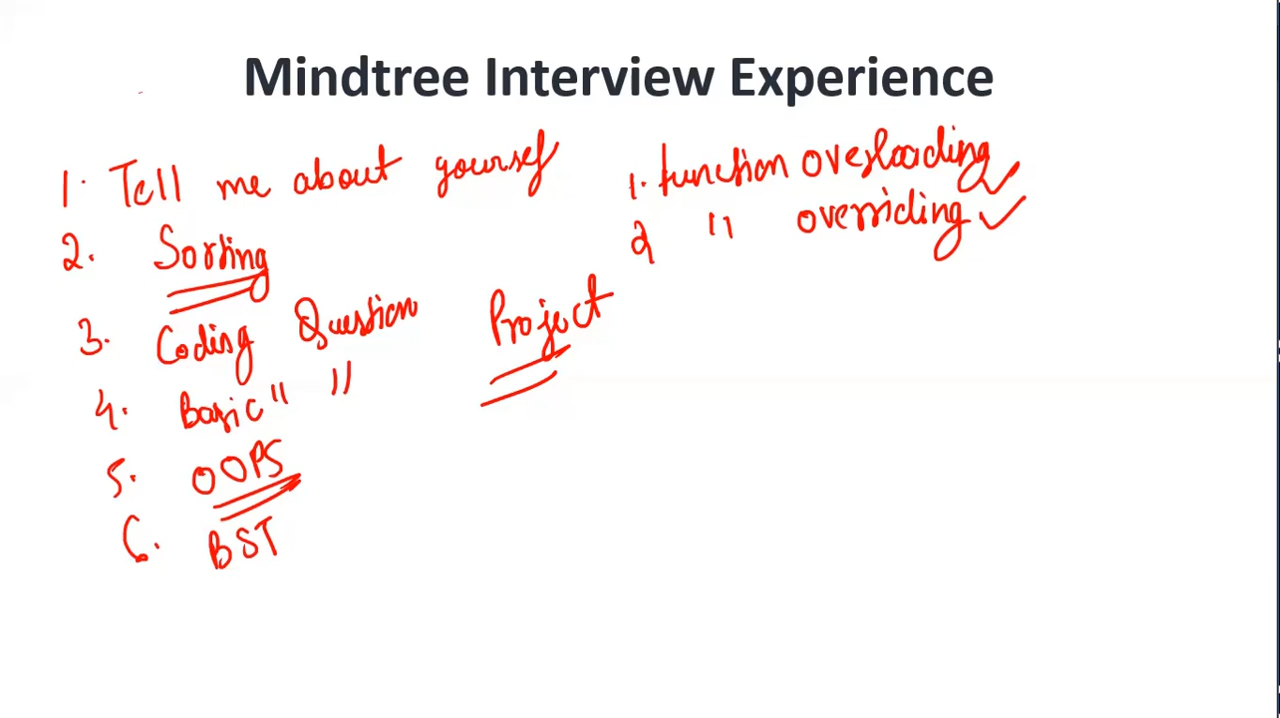 Mindtree Interview Experience
1. Tell me about yoursef
2. Sorting
3. Coding Question
4. Basic " "
5. OOPS
6. BST
Project
1. function overloading ✓
2 " overriding ✓